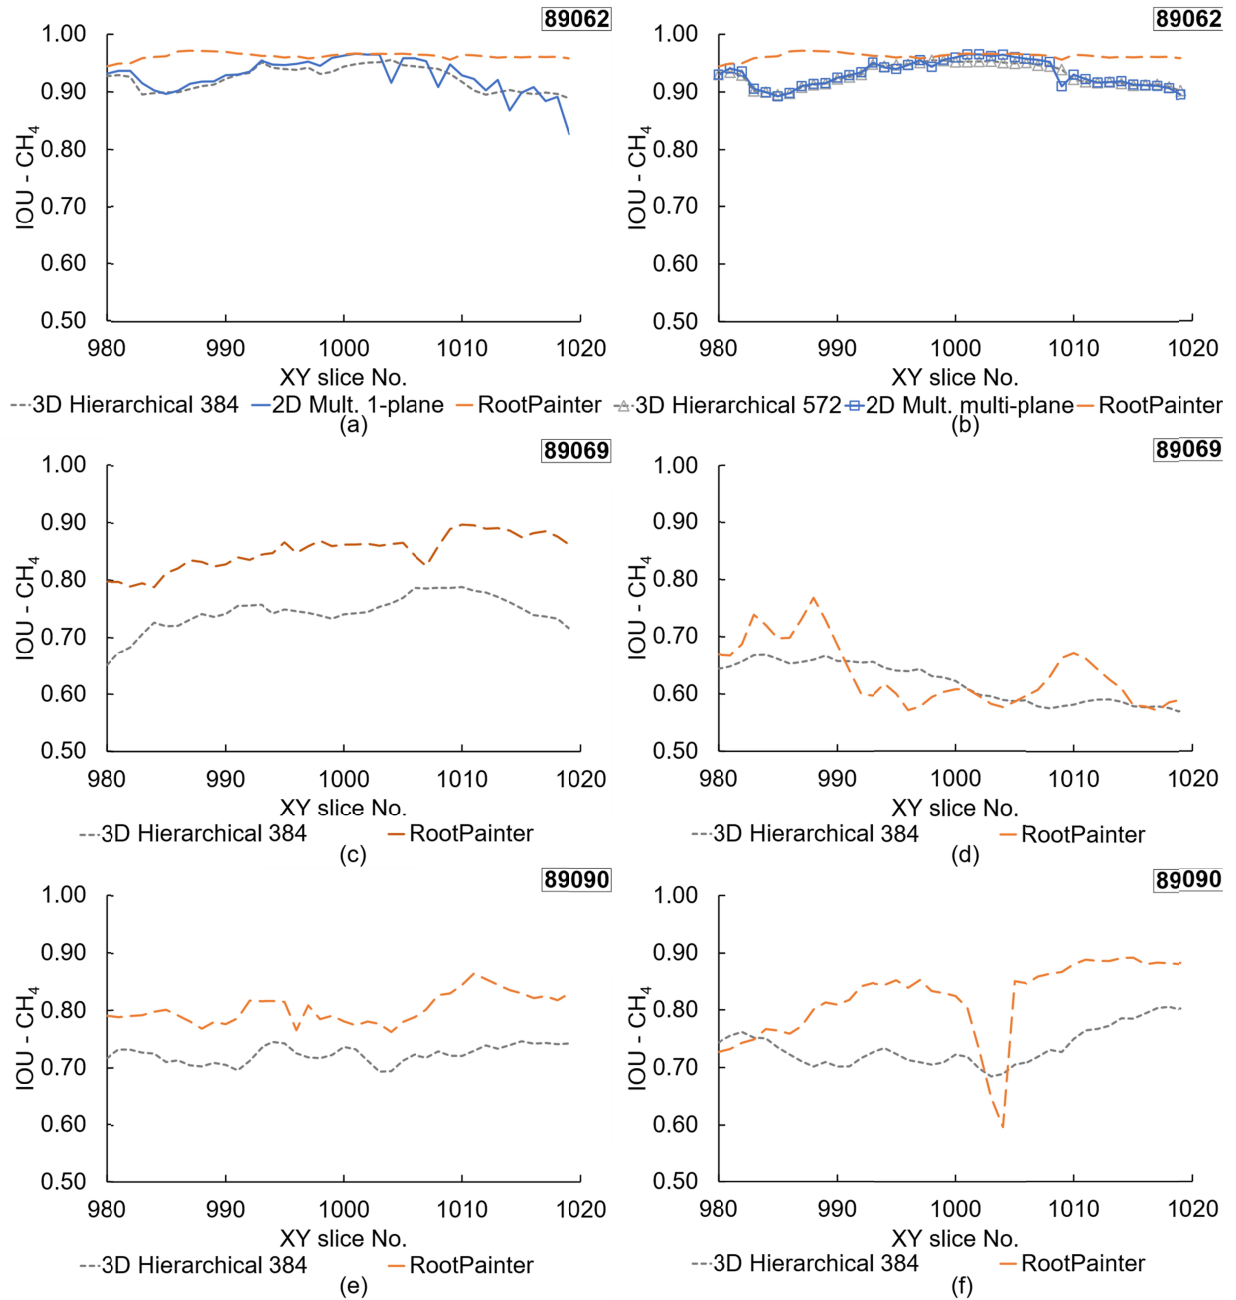 89062
1.00
0.90
0.80
0.70
0.60
0.50
IOU - CH4
980 990 1000 1010 1020
XY slice No.
3D Hierarchical 384 2D Mult. 1-plane RootPainter
(a)
89062
1.00
0.90
0.80
0.70
0.60
0.50
IOU - CH4
980 990 1000 1010 1020
XY slice No.
3D Hierarchical 572 2D Mult. multi-plane RootPainter
(b)
89069
1.00
0.90
0.80
0.70
0.60
0.50
IOU - CH4
980 990 1000 1010 1020
XY slice No.
3D Hierarchical 384 RootPainter
(c)
89069
1.00
0.90
0.80
0.70
0.60
0.50
IOU - CH4
980 990 1000 1010 1020
XY slice No.
3D Hierarchical 384 RootPainter
(d)
89090
1.00
0.90
0.80
0.70
0.60
0.50
IOU - CH4
980 990 1000 1010 1020
XY slice No.
3D Hierarchical 384 RootPainter
(e)
89090
1.00
0.90
0.80
0.70
0.60
0.50
IOU - CH4
980 990 1000 1010 1020
XY slice No.
3D Hierarchical 384 RootPainter
(f)